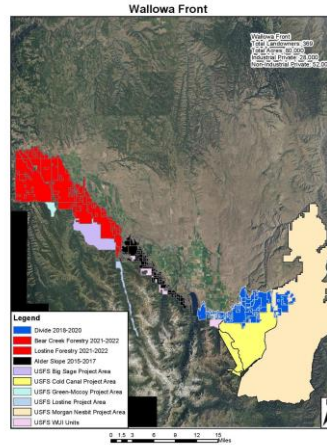 Wallowa Front
Wallowa Front
Total Landowners: 369
Total Acres: 80,000
Industrial Private: 28,000
Non-Industrial Private: 52,000
Legend
Divide 2018-2020
Bear Creek Forestry 2021-2022
Lostine Forestry 2021-2022
Alder Slope 2015-2017
USFS Big Sage Project Area
USFS Cold Canal Project Area
USFS Green-Mccoy Project Area
USFS Lostine Project Area
USFS Morgan Nesbit Project Area
USFS WUI Units
0 1.5 3 6 9 12 15 Miles